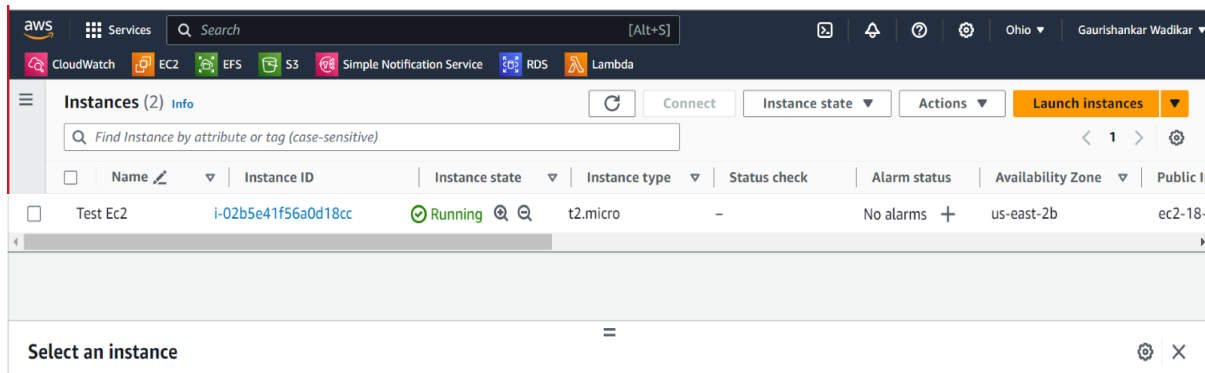 aws Services Search [Alt+S] Ohio Gaurishankar Wadikar
CloudWatch EC2 EFS S3 Simple Notification Service RDS Lambda
Instances (2) Info Connect Instance state Actions Launch instances
Find Instance by attribute or tag (case-sensitive) 1
Name Instance ID Instance state Instance type Status check Alarm status Availability Zone Public I
Test Ec2 i-02b5e41f56a0d18cc Running t2.micro – No alarms us-east-2b ec2-18-
Select an instance